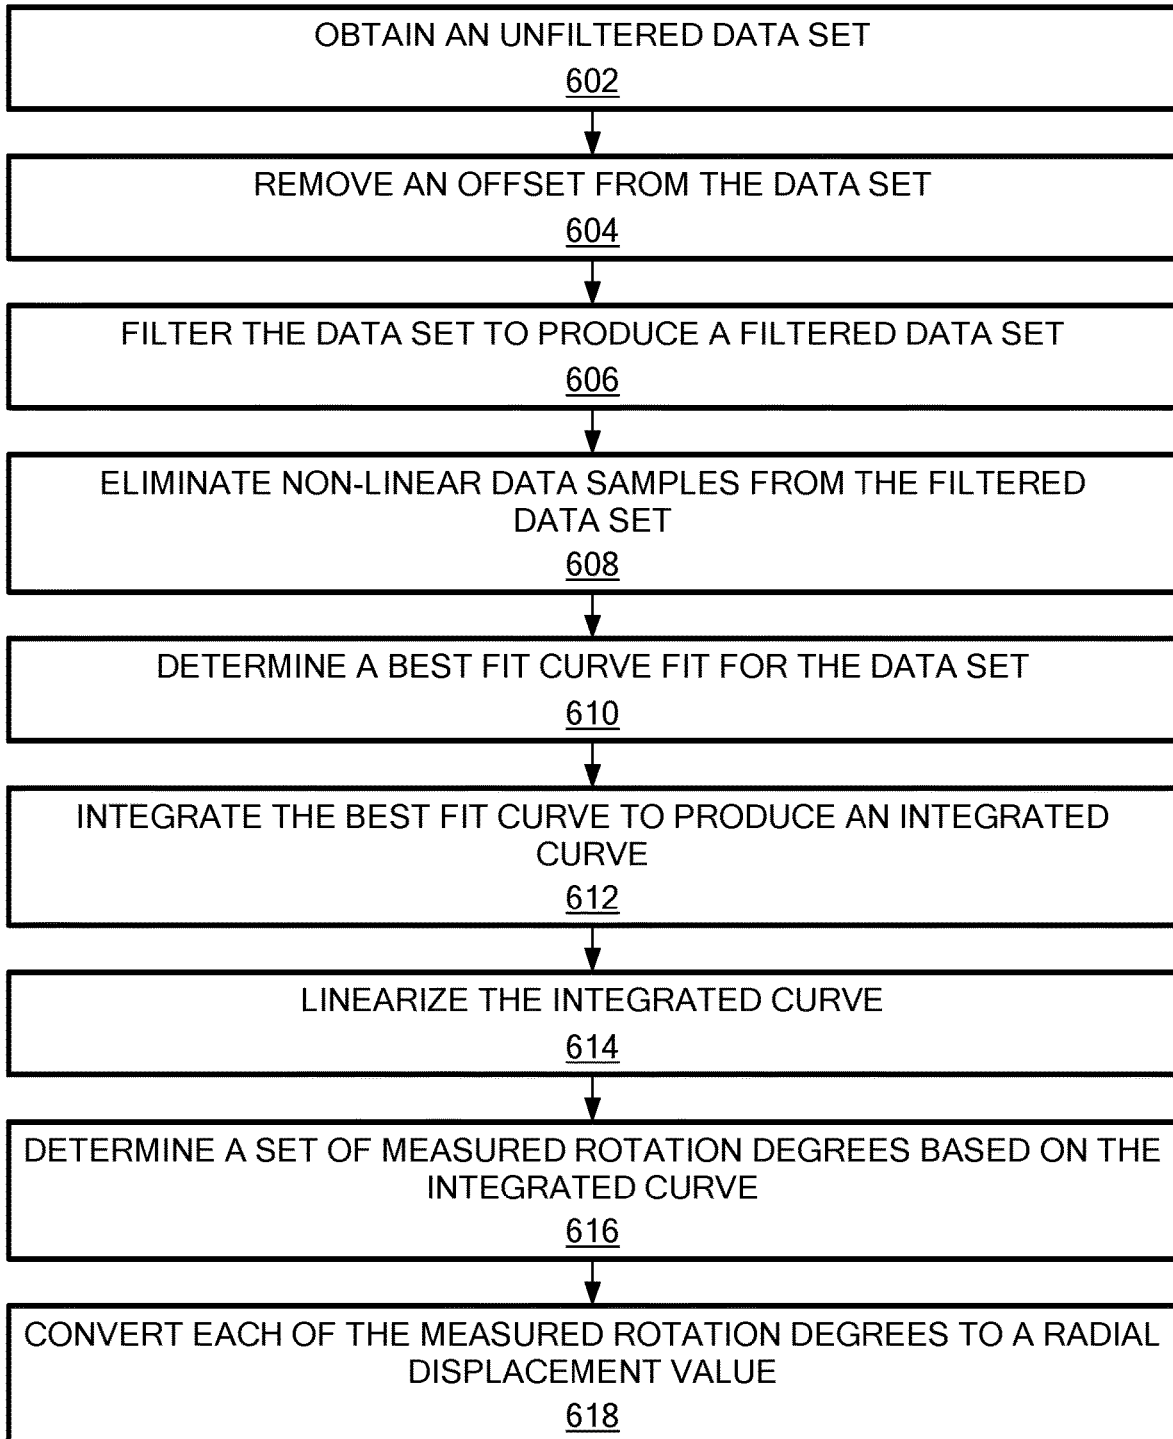 OBTAIN AN UNFILTERED DATA SET
602
REMOVE AN OFFSET FROM THE DATA SET
604
FILTER THE DATA SET TO PRODUCE A FILTERED DATA SET
606
ELIMINATE NON-LINEAR DATA SAMPLES FROM THE FILTERED
DATA SET
608
DETERMINE A BEST FIT CURVE FIT FOR THE DATA SET
610
INTEGRATE THE BEST FIT CURVE TO PRODUCE AN INTEGRATED
CURVE
612
LINEARIZE THE INTEGRATED CURVE
614
DETERMINE A SET OF MEASURED ROTATION DEGREES BASED ON THE
INTEGRATED CURVE
616
CONVERT EACH OF THE MEASURED ROTATION DEGREES TO A RADIAL
DISPLACEMENT VALUE
618